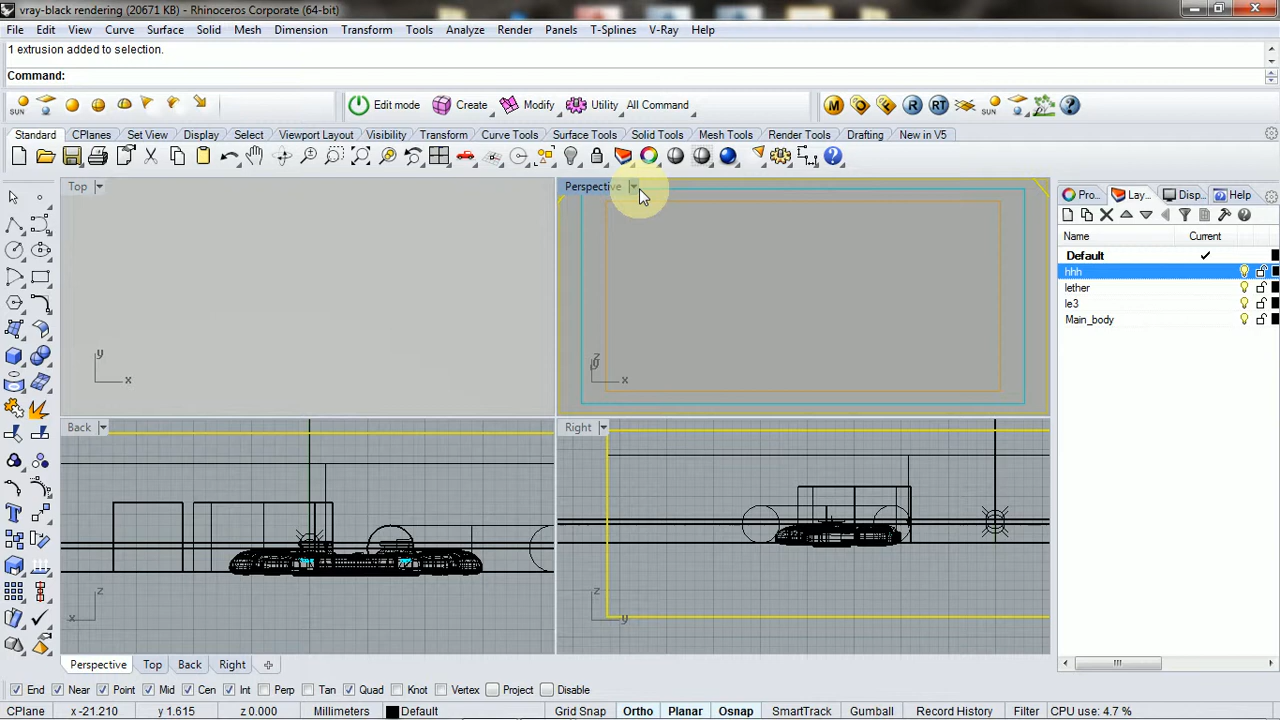 vray-black rendering (20671 KB) - Rhinoceros Corporate (64-bit)
File Edit View Curve Surface Solid Mesh Dimension Transform Tools Analyze Render Panels T-Splines V-Ray Help
1 extrusion added to selection.
Command:
SUN Edit mode Create Modify Utility All Command M O F R RT SUN ?
Standard CPlanes Set View Display Select Viewport Layout Visibility Transform Curve Tools Surface Tools Solid Tools Mesh Tools Render Tools Drafting New in V5
Top Perspective
Pro... Lay... Disp... Help
Name Current
Default
hhh
lether
le3
Main_body
y
x
z
y
x
Back Right
z
x
z
y
Perspective Top Back Right
End Near Point Mid Cen Int Perp Tan Quad Knot Vertex Project Disable
CPlane x -21.210 y 1.615 z 0.000 Millimeters Default Grid Snap Ortho Planar Osnap SmartTrack Gumball Record History Filter CPU use: 4.7 %